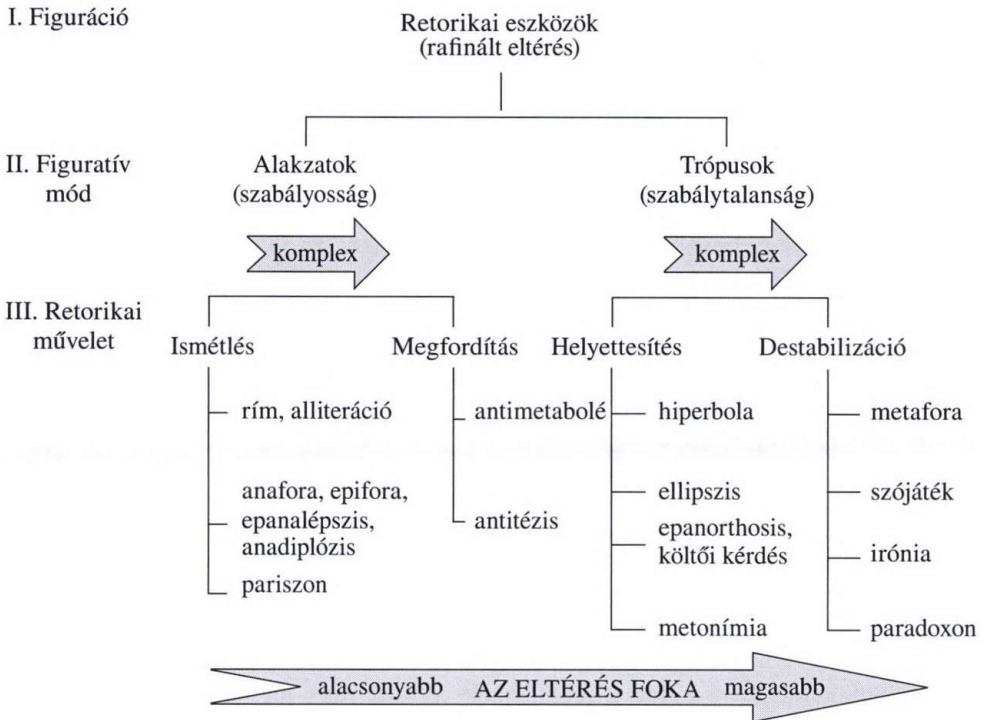 I. Figuráció
Retorikai eszközök
(rafinált eltérés)
II. Figuratív
mód
Alakzatok
(szabályosság)
Trópusok
(szabálytalanság)
komplex
komplex
III. Retorikai
művelet
Ismétlés
Megfordítás
Helyettesítés
Destabilizáció
rím, alliteráció
anafora, epifora,
epanalépszis,
anadiplózis
pariszon
antimetabolé
antitézis
hiperbola
ellipszis
epanorthosis,
költői kérdés
metonímia
metafora
szójáték
irónia
paradoxon
alacsonyabb AZ ELTÉRÉS FOKA magasabb